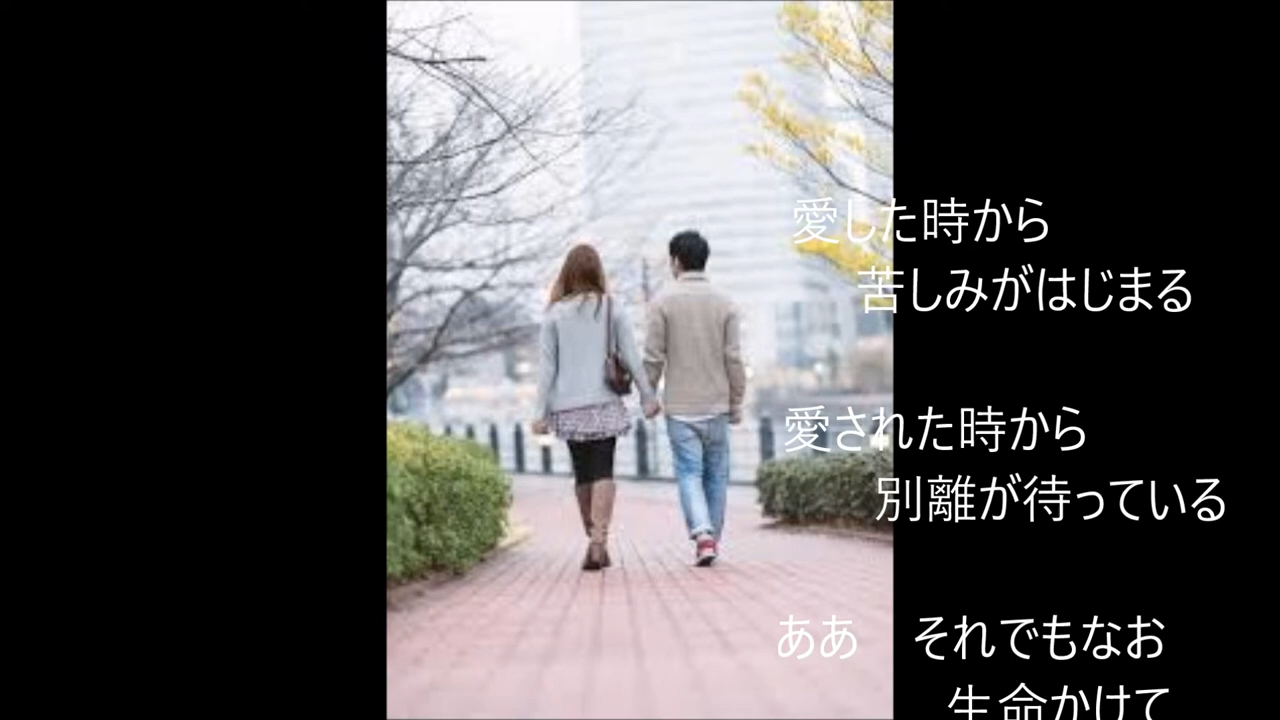 愛した時から
苦しみがはじまる
愛された時から
別離が待っている
ああ　それでもなお
生命かけて